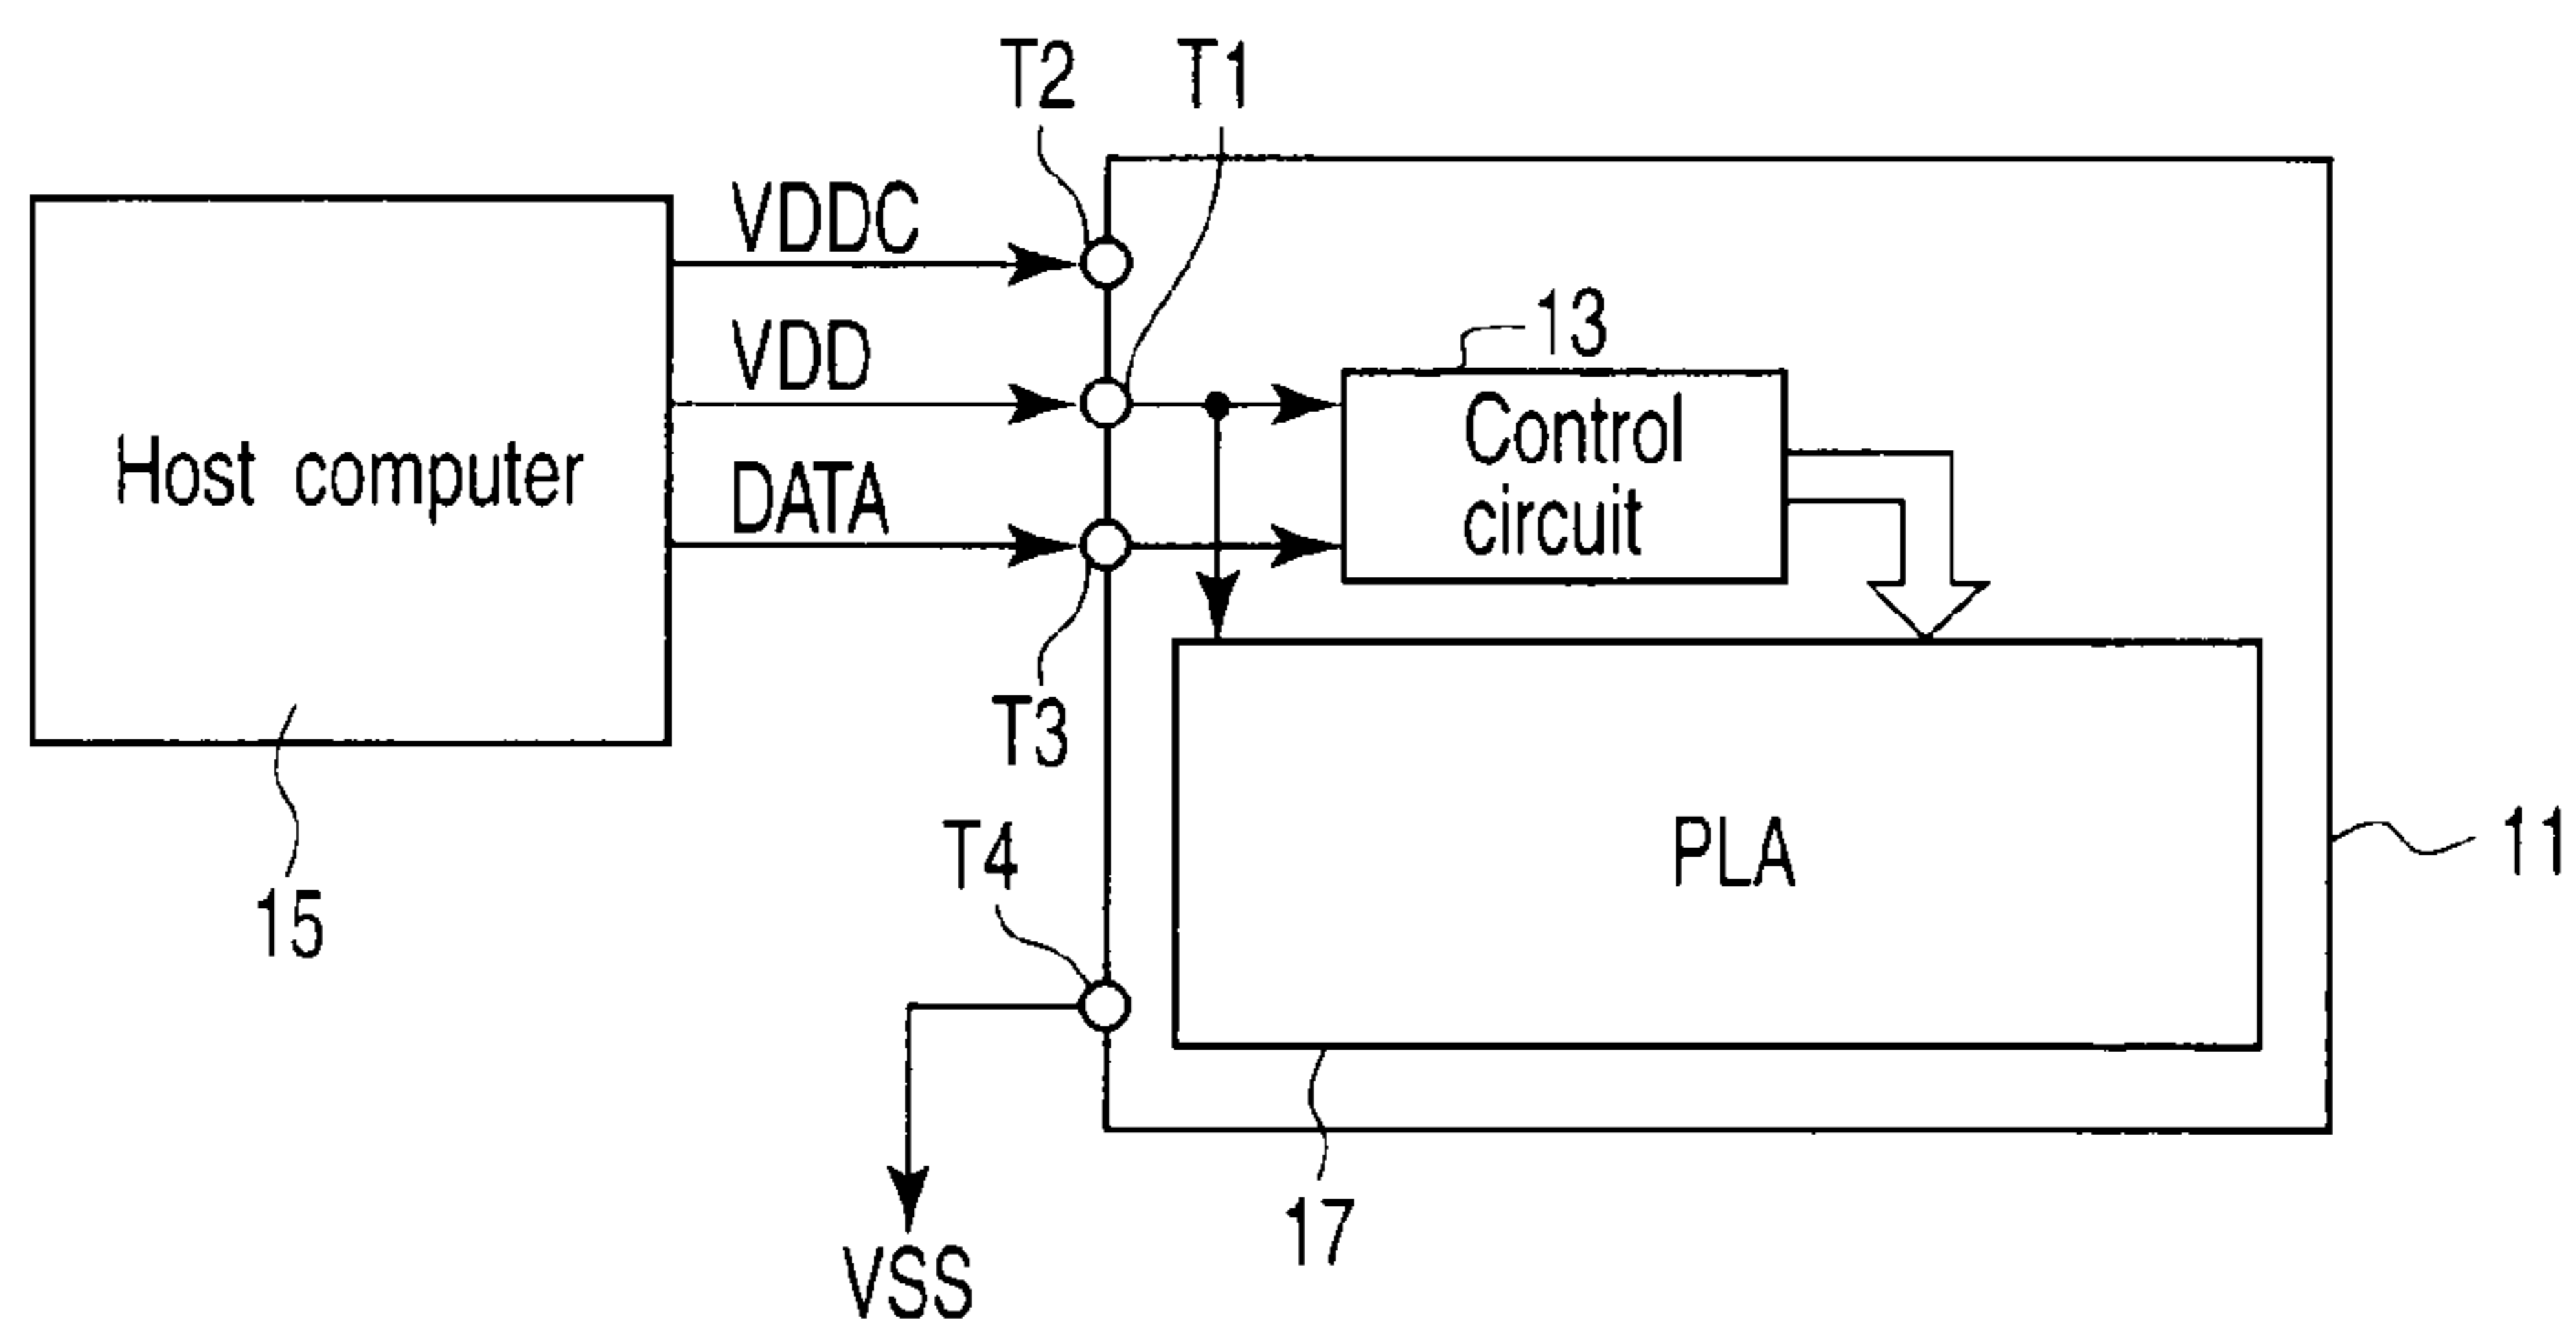 T2
T1
VDDC
VDD
13
Control
circuit
Host computer
DATA
T3
PLA
11
T4
15
17
VSS